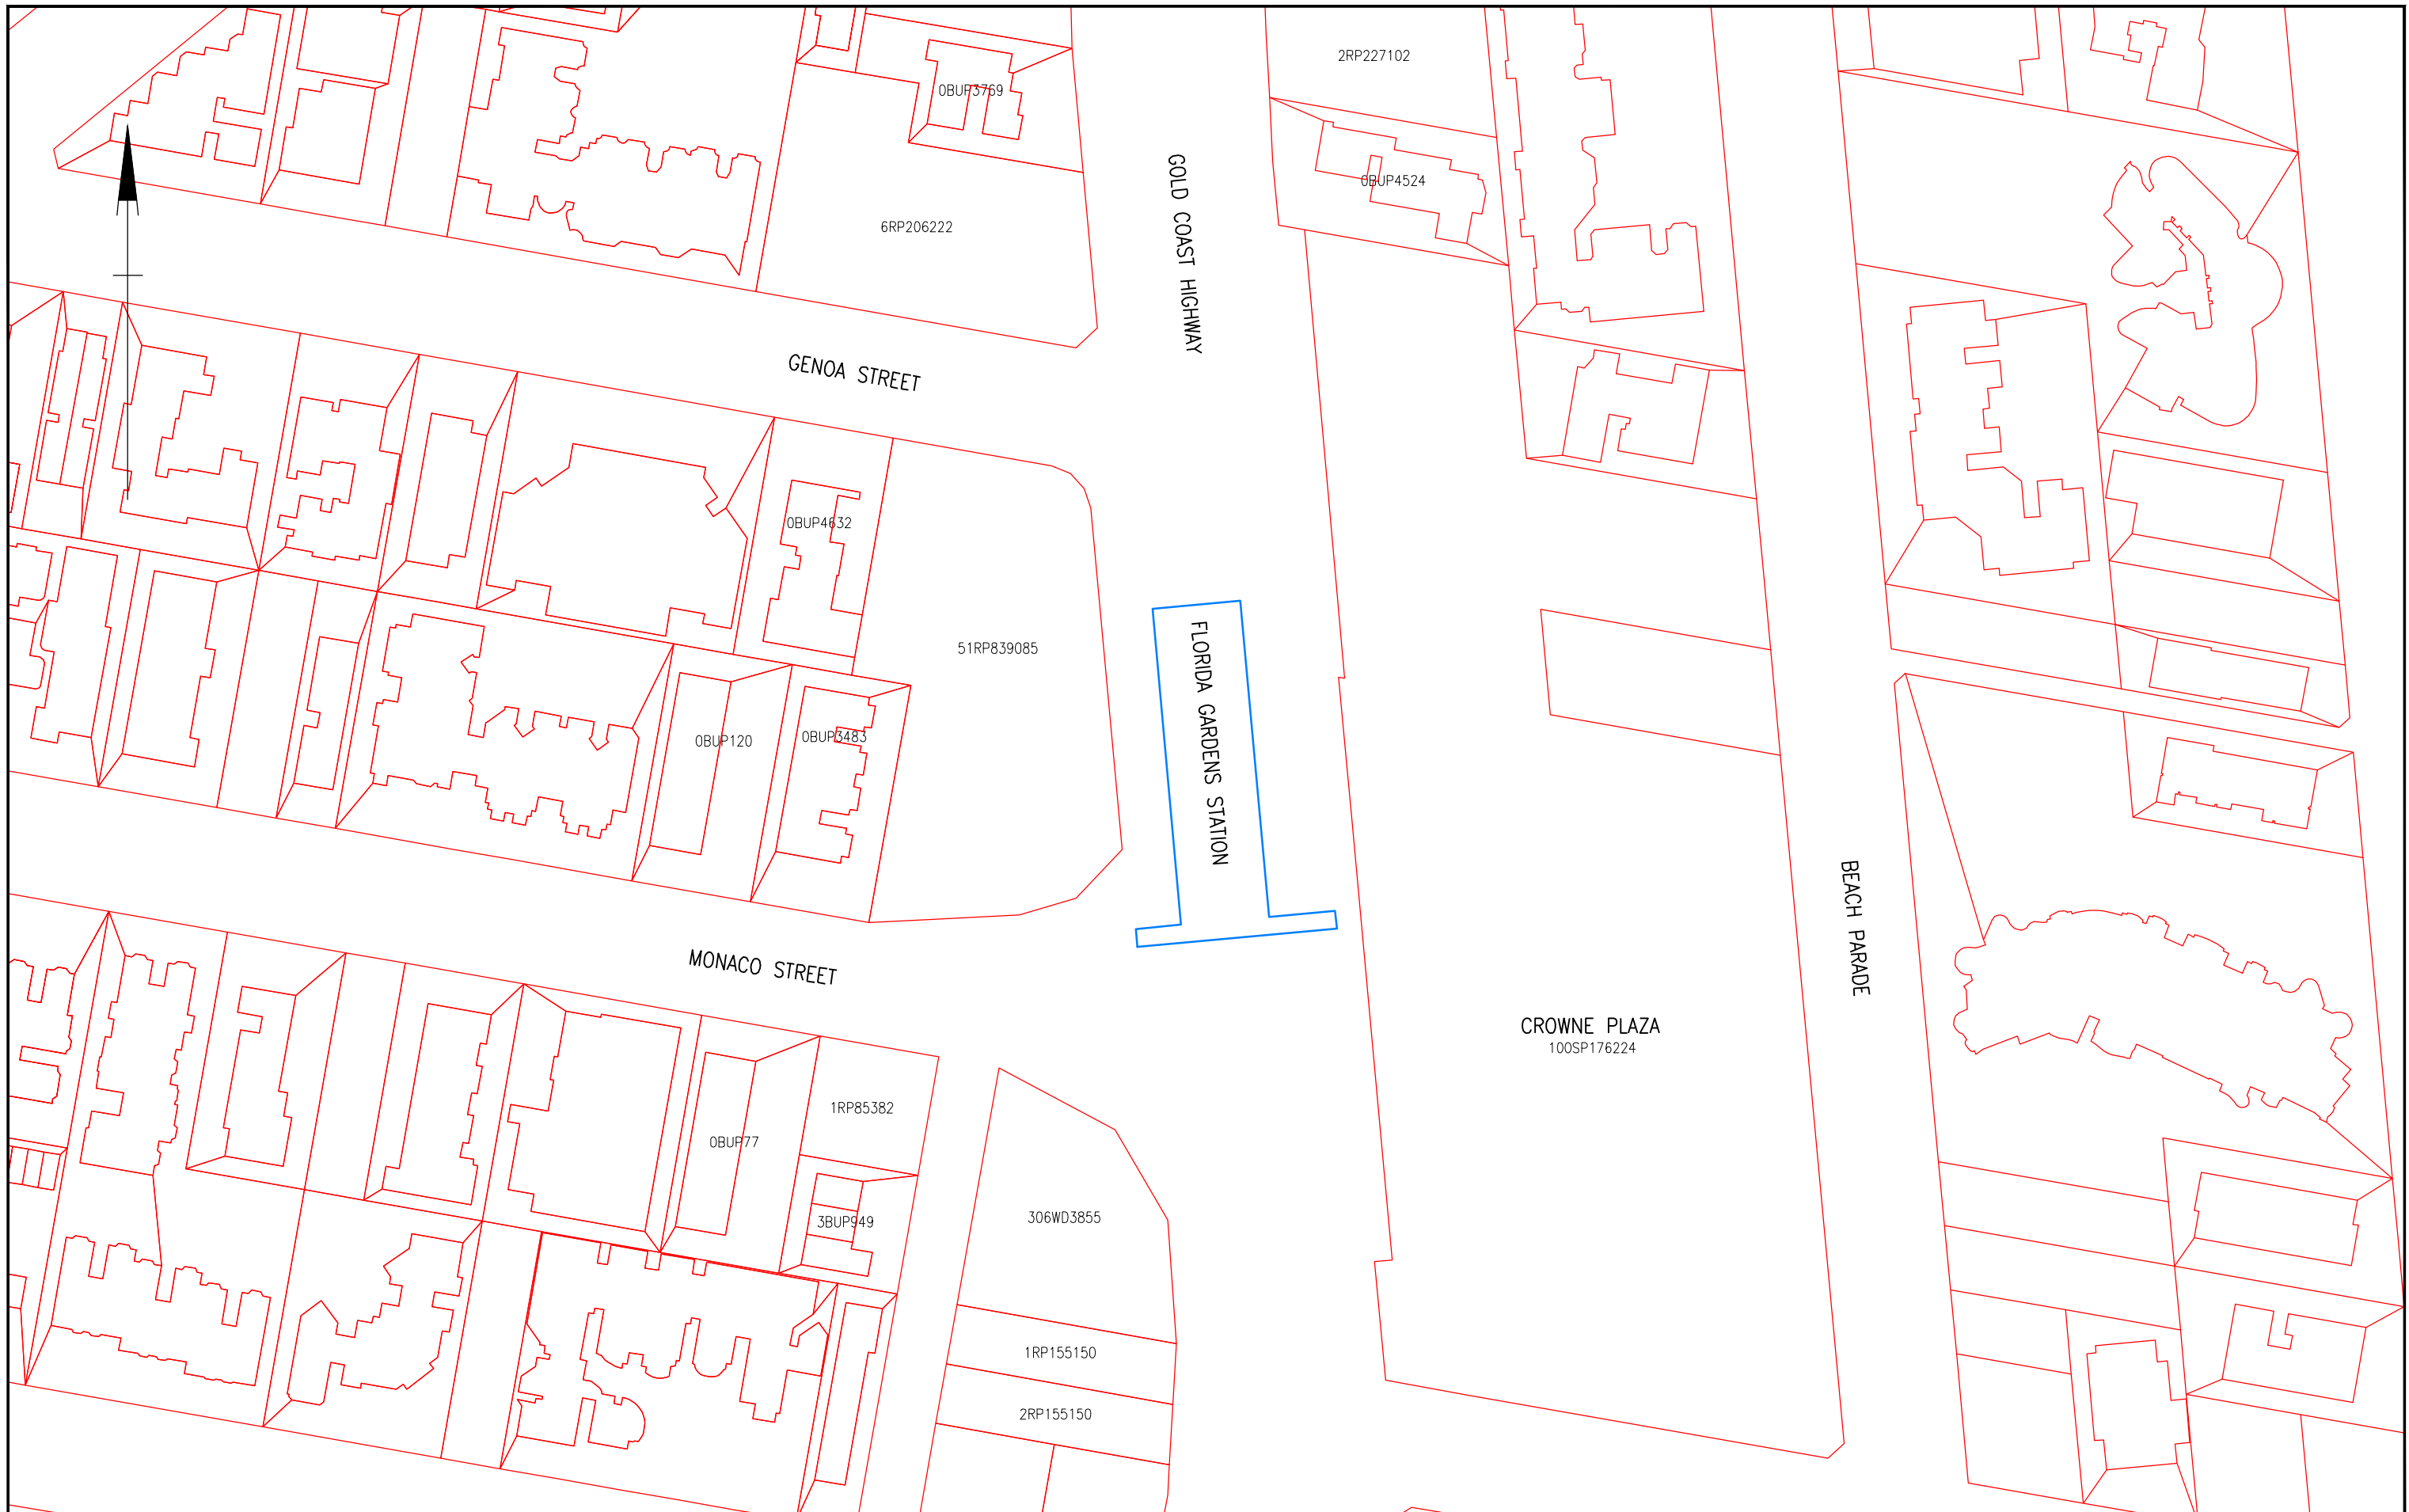 2RP227102
0BUP3769
0BUP4524
6RP206222
GOLD COAST HIGHWAY
GENOA STREET
0BUP4632
51RP839085
FLORIDA GARDENS STATION
0BUP120
0BUP3483
BEACH PARADE
MONACO STREET
CROWNE PLAZA
100SP176224
1RP85382
0BUP77
3BUP949
306WD3855
1RP155150
2RP155150